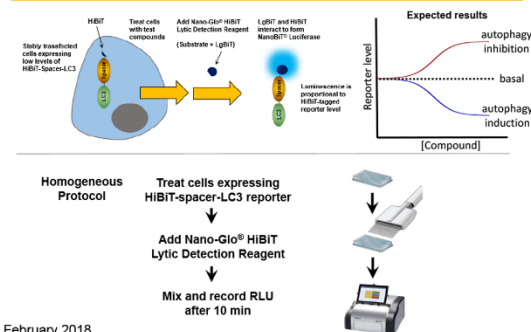 HiBiT
Stably transfected
cells expressing
low levels of
HiBiT-Spacer-LC3
Spacer
LC3
Treat cells
with test
compounds
Add Nano-Glo® HiBiT
Lytic Detection Reagent
(Substrate + LgBiT)
LgBiT and HiBiT
interact to form
NanoBiT® Luciferase
Spacer
LC3
Luminescence is
proportional to
HiBiT-tagged
reporter level
Expected results
Reporter level
autophagy
inhibition
basal
autophagy
induction
[Compound]
Homogeneous
Protocol
Treat cells expressing
HiBiT-spacer-LC3 reporter
Add Nano-Glo® HiBiT
Lytic Detection Reagent
Mix and record RLU
after 10 min
February 2018